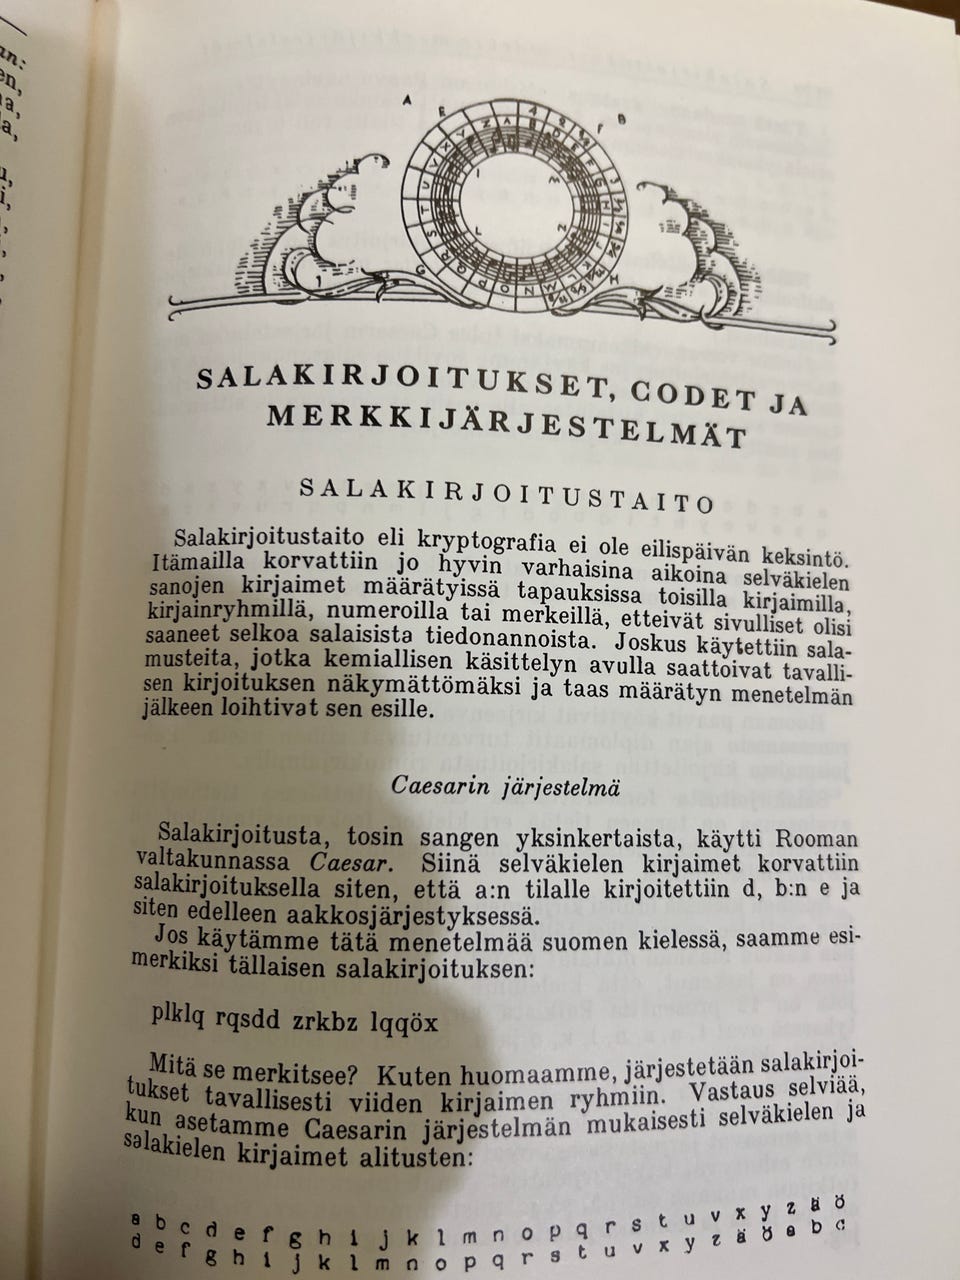 SALAKIRJOITUKSET, CODET JA
MERKKIJÄRJESTELMÄT
SALAKIRJOITUSTAITO
Salakirjoitustaito eli kryptografia ei ole eilispäivän keksintö.
Itämailla korvattiin jo hyvin varhaisina aikoina selväkielen
sanojen kirjaimet määrätyissä tapauksissa toisilla kirjaimilla,
kirjainryhmillä, numeroilla tai merkeillä, etteivät sivulliset olisi
saaneet selkoa salaisista tiedonannoista. Joskus käytettiin sala-
musteita, jotka kemiallisen käsittelyn avulla saattoivat tavalli-
sen kirjoituksen näkymättömäksi ja taas määrätyn menetelmän
jälkeen loihtivat sen esille.
Caesarin järjestelmä
Salakirjoitusta, tosin sangen yksinkertaista, käytti Rooman
valtakunnassa Caesar. Siinä selväkielen kirjaimet korvattiin
salakirjoituksella siten, että a:n tilalle kirjoitettiin d, b:n e ja
siten edelleen aakkosjärjestyksessä.
Jos käytämme tätä menetelmää suomen kielessä, saamme esi-
merkiksi tällaisen salakirjoituksen:
plklq rqsdd zrkbz lqqöx
Mitä se merkitsee? Kuten huomaamme, järjestetään salakirjoi-
tukset tavallisesti viiden kirjaimen ryhmiin. Vastaus selviää,
kun asetamme Caesarin järjestelmän mukaisesti selväkielen ja
salakielen kirjaimet alitusten:
a b c d e f g h i j k l m n o p q r s t u v x y z ä ö
d e f g h i j k l m n o p q r s t u v x y z ä ö a b c